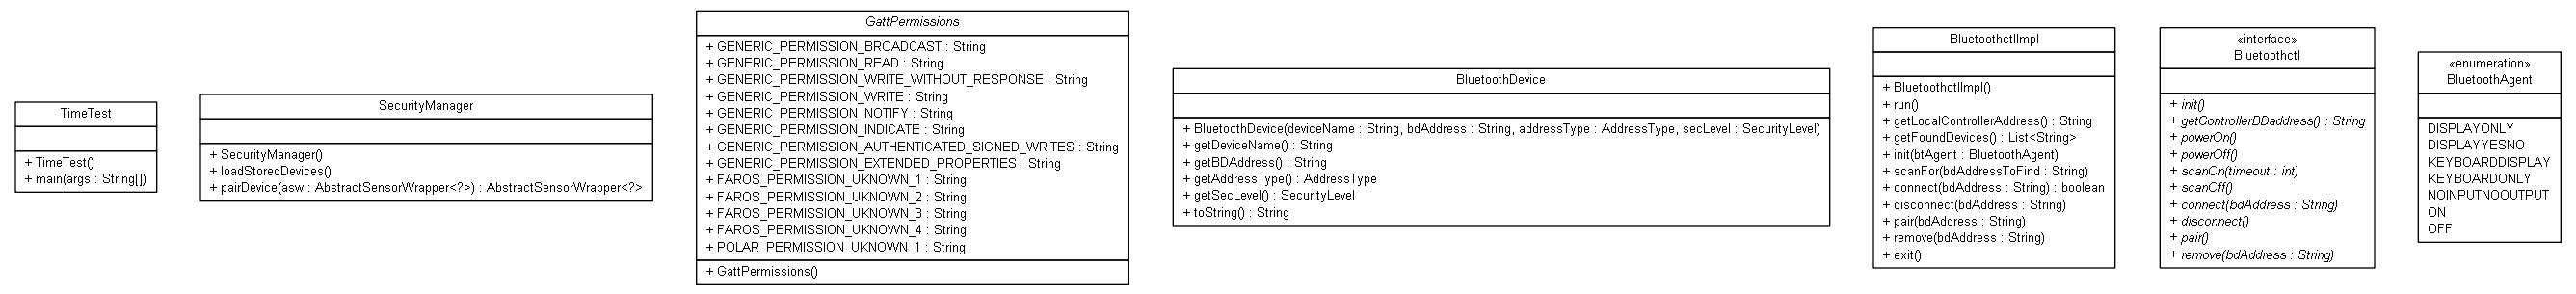 TimeTest
+ TimeTest()
+ main(args : String[])
SecurityManager
+ SecurityManager()
+ loadStoredDevices()
+ pairDevice(asw : AbstractSensorWrapper<?>) : AbstractSensorWrapper<?>
GattPermissions
+ GENERIC_PERMISSION_BROADCAST : String
+ GENERIC_PERMISSION_READ : String
+ GENERIC_PERMISSION_WRITE_WITHOUT_RESPONSE : String
+ GENERIC_PERMISSION_WRITE : String
+ GENERIC_PERMISSION_NOTIFY : String
+ GENERIC_PERMISSION_INDICATE : String
+ GENERIC_PERMISSION_AUTHENTICATED_SIGNED_WRITES : String
+ GENERIC_PERMISSION_EXTENDED_PROPERTIES : String
+ FAROS_PERMISSION_UKNOWN_1 : String
+ FAROS_PERMISSION_UKNOWN_2 : String
+ FAROS_PERMISSION_UKNOWN_3 : String
+ FAROS_PERMISSION_UKNOWN_4 : String
+ POLAR_PERMISSION_UKNOWN_1 : String
+ GattPermissions()
BluetoothDevice
+ BluetoothDevice(deviceName : String, bdAddress : String, addressType : AddressType, secLevel : SecurityLevel)
+ getDeviceName() : String
+ getBDAddress() : String
+ getAddressType() : AddressType
+ getSecLevel() : SecurityLevel
+ toString() : String
BluetoothctlImpl
+ BluetoothctlImpl()
+ run()
+ getLocalControllerAddress() : String
+ getFoundDevices() : List<String>
+ init(btAgent : BluetoothAgent)
+ scanFor(bdAddressToFind : String)
+ connect(bdAddress : String) : boolean
+ disconnect(bdAddress : String)
+ pair(bdAddress : String)
+ remove(bdAddress : String)
+ exit()
«interface»
Bluetoothctl
+ init()
+ getControllerBDaddress() : String
+ powerOn()
+ powerOff()
+ scanOn(timeout : int)
+ scanOff()
+ connect(bdAddress : String)
+ disconnect()
+ pair()
+ remove(bdAddress : String)
«enumeration»
BluetoothAgent
DISPLAYONLY
DISPLAYYESNO
KEYBOARDDISPLAY
KEYBOARDONLY
NOINPUTNOOUTPUT
ON
OFF